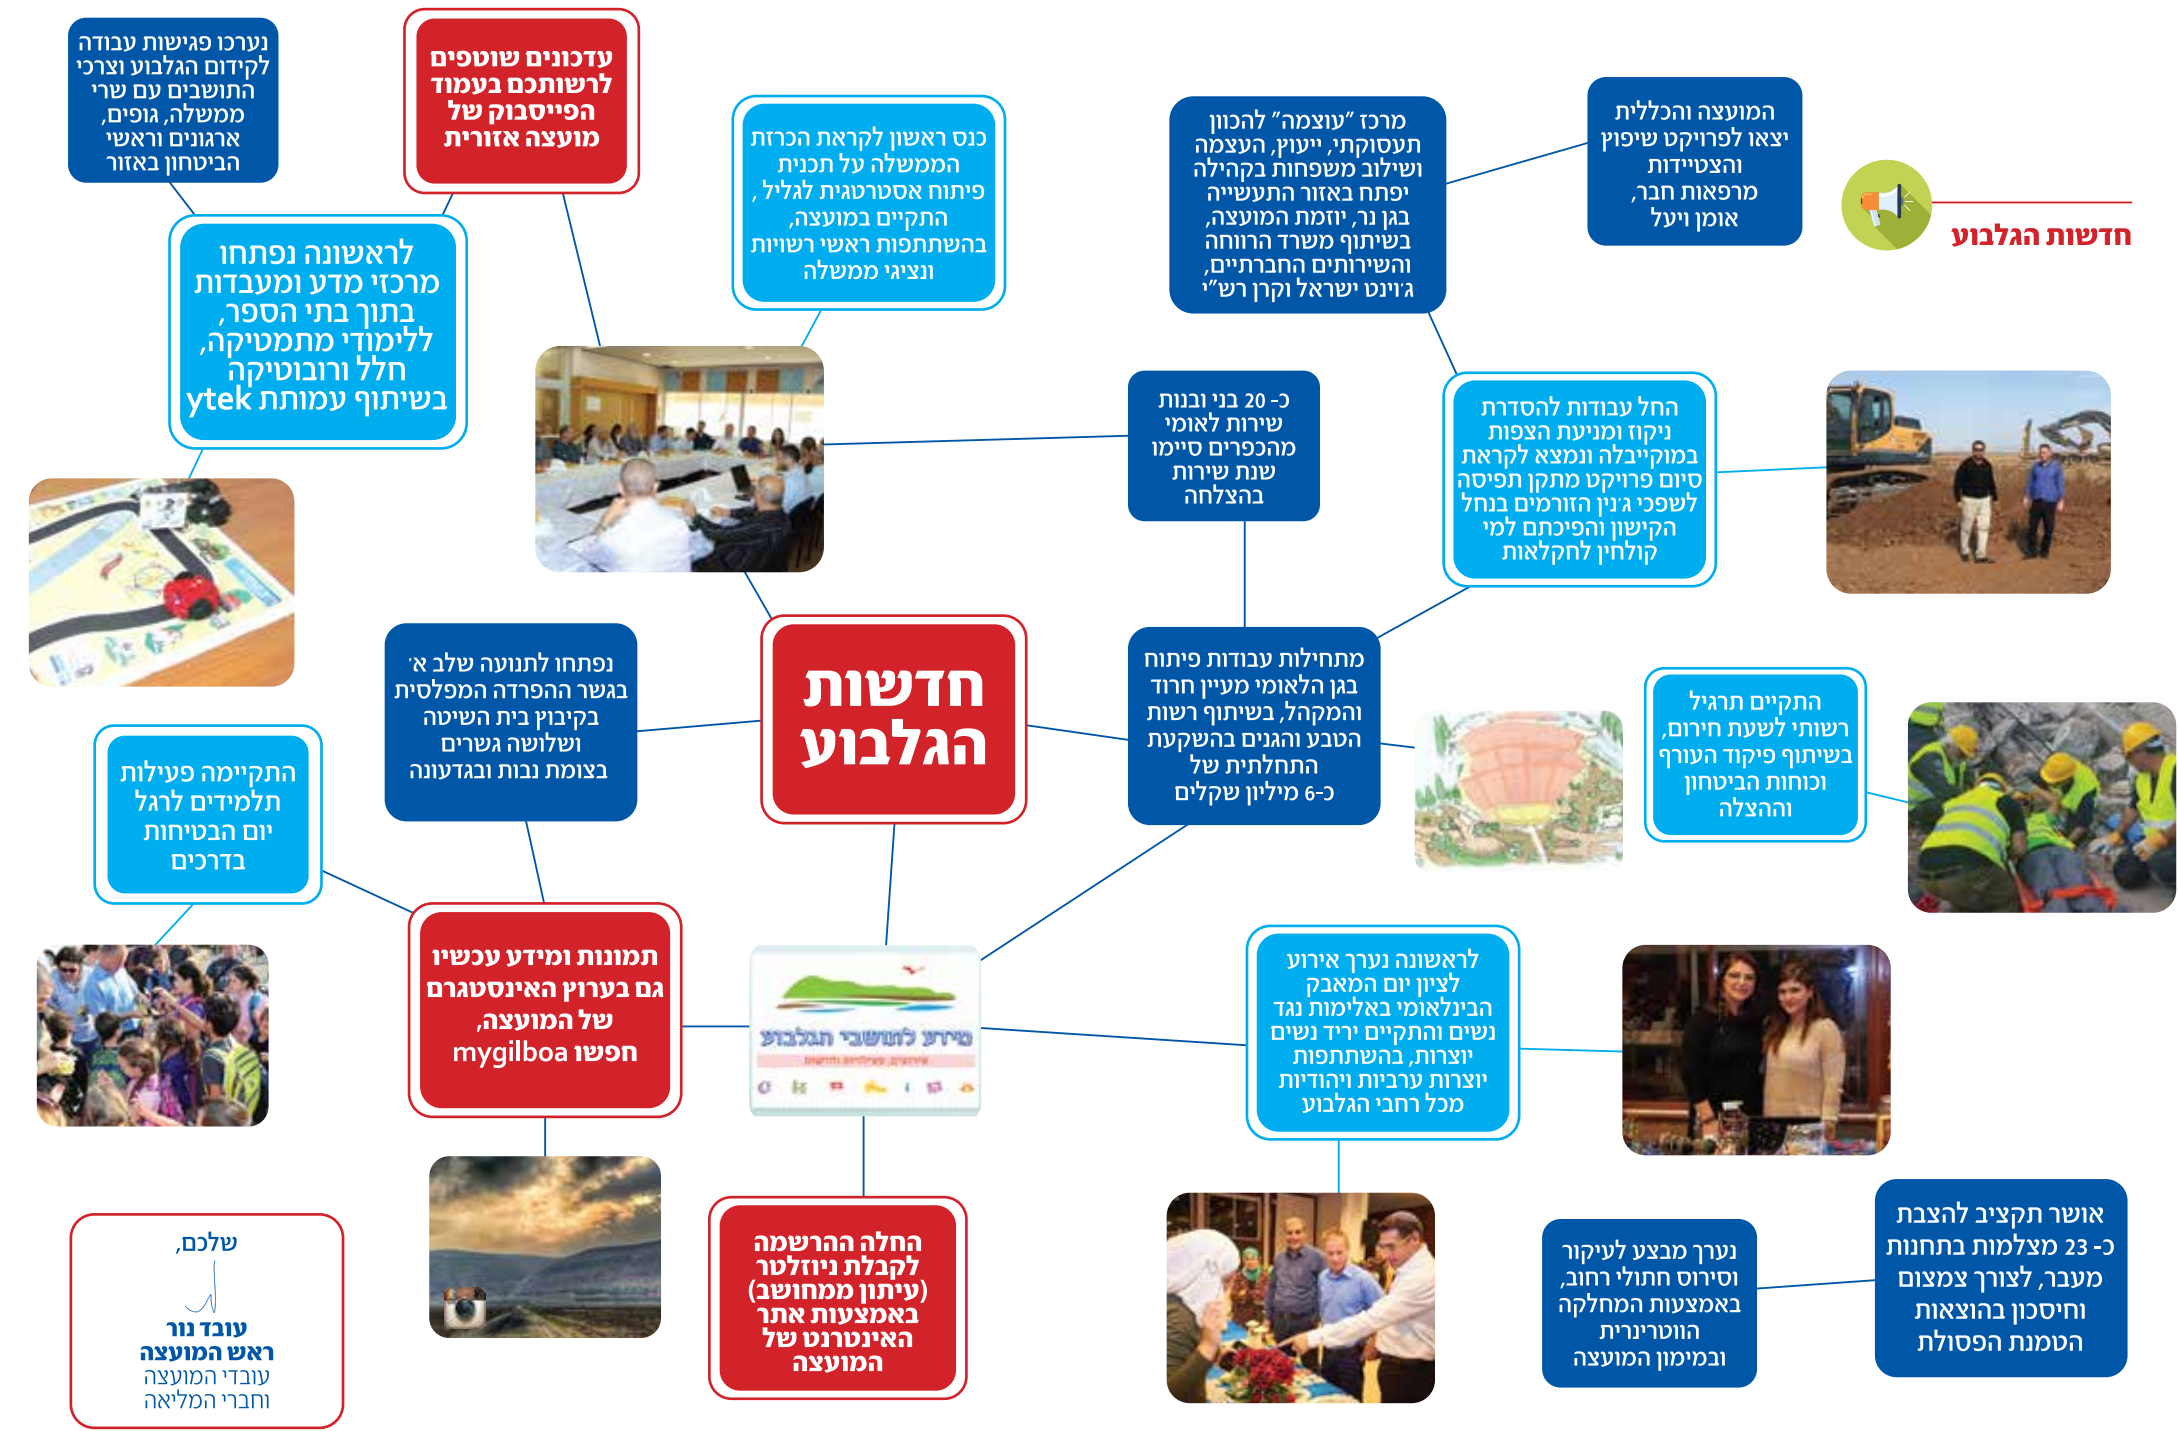 חדשות הגלבוע
המועצה והכללית
יצאו לפרויקט שיפוץ
והצטיידות
מרפאות חבר,
אומן ויעל
מרכז "עוצמה" להכוון
תעסוקתי, ייעוץ, העצמה
ושילוב משפחות בקהילה
יפתח באזור התעשייה
בגן נר, יוזמת המועצה,
בשיתוף משרד הרווחה
והשירותים החברתיים,
ג'וינט ישראל וקרן רש"י
כנס ראשון לקראת הכרזת
הממשלה על תכנית
פיתוח אסטרטגית לגליל ,
התקיים במועצה,
בהשתתפות ראשי רשויות
ונציגי ממשלה
עדכונים שוטפים
לרשותכם בעמוד
הפייסבוק של
מועצה אזורית
נערכו פגישות עבודה
לקידום הגלבוע וצרכי
התושבים עם שרי
ממשלה, גופים,
ארגונים וראשי
הביטחון באזור
לראשונה נפתחו
מרכזי מדע ומעבדות
בתוך בתי הספר,
ללימודי מתמטיקה,
חלל ורובוטיקה
בשיתוף עמותת ytek
החל עבודות להסדרת
ניקוז ומניעת הצפות
במוקייבלה ונמצא לקראת
סיום פרויקט מתקן תפיסה
לשפכי ג'נין הזורמים בנחל
הקישון והפיכתם למי
קולחין לחקלאות
כ- 20 בני ובנות
שירות לאומי
מהכפרים סיימו
שנת שירות
בהצלחה
התקיים תרגיל
רשותי לשעת חירום,
בשיתוף פיקוד העורף
וכוחות הביטחון
וההצלה
מתחילות עבודות פיתוח
בגן הלאומי מעיין חרוד
והמקהל, בשיתוף רשות
הטבע והגנים בהשקעת
התחלתית של
כ-6 מיליון שקלים
חדשות
הגלבוע
נפתחו לתנועה שלב א'
בגשר ההפרדה המפלסית
בקיבוץ בית השיטה
ושלושה גשרים
בצומת נבות ובגדעונה
התקיימה פעילות
תלמידים לרגל
יום הבטיחות
בדרכים
תמונות ומידע עכשיו
גם בערוץ האינסטגרם
של המועצה,
חפשו mygilboa
מידע לתושבי הגלבוע
אירועים, פעילויות וחדשות
לראשונה נערך אירוע
לציון יום המאבק
הבינלאומי באלימות נגד
נשים והתקיים יריד נשים
יוצרות, בהשתתפות
יוצרות ערביות ויהודיות
מכל רחבי הגלבוע
אושר תקציב להצבת
כ- 23 מצלמות בתחנות
מעבר, לצורך צמצום
וחיסכון בהוצאות
הטמנת הפסולת
נערך מבצע לעיקור
וסירוס חתולי רחוב,
באמצעות המחלקה
הווטרינרית
ובמימון המועצה
החלה ההרשמה
לקבלת ניוזלטר
(עיתון ממחושב)
באמצעות אתר
האינטרנט של
המועצה
שלכם,
עובד נור
ראש המועצה
עובדי המועצה
וחברי המליאה